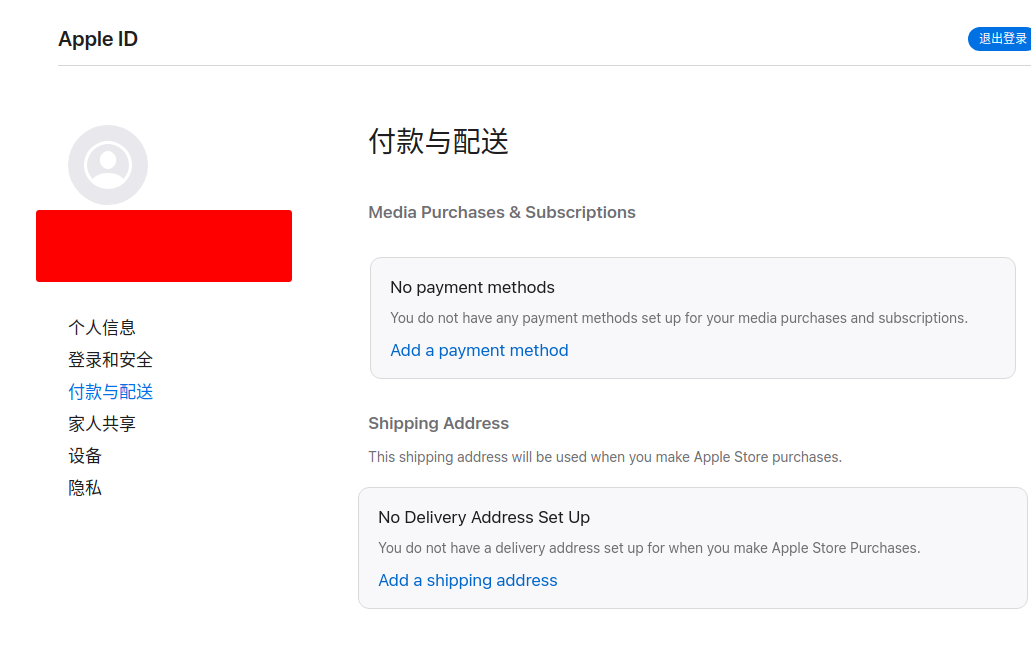 Apple ID
退出登录
个人信息
登录和安全
付款与配送
家人共享
设备
隐私
付款与配送
Media Purchases & Subscriptions
No payment methods
You do not have any payment methods set up for your media purchases and subscriptions.
Add a payment method
Shipping Address
This shipping address will be used when you make Apple Store purchases.
No Delivery Address Set Up
You do not have a delivery address set up for when you make Apple Store Purchases.
Add a shipping address